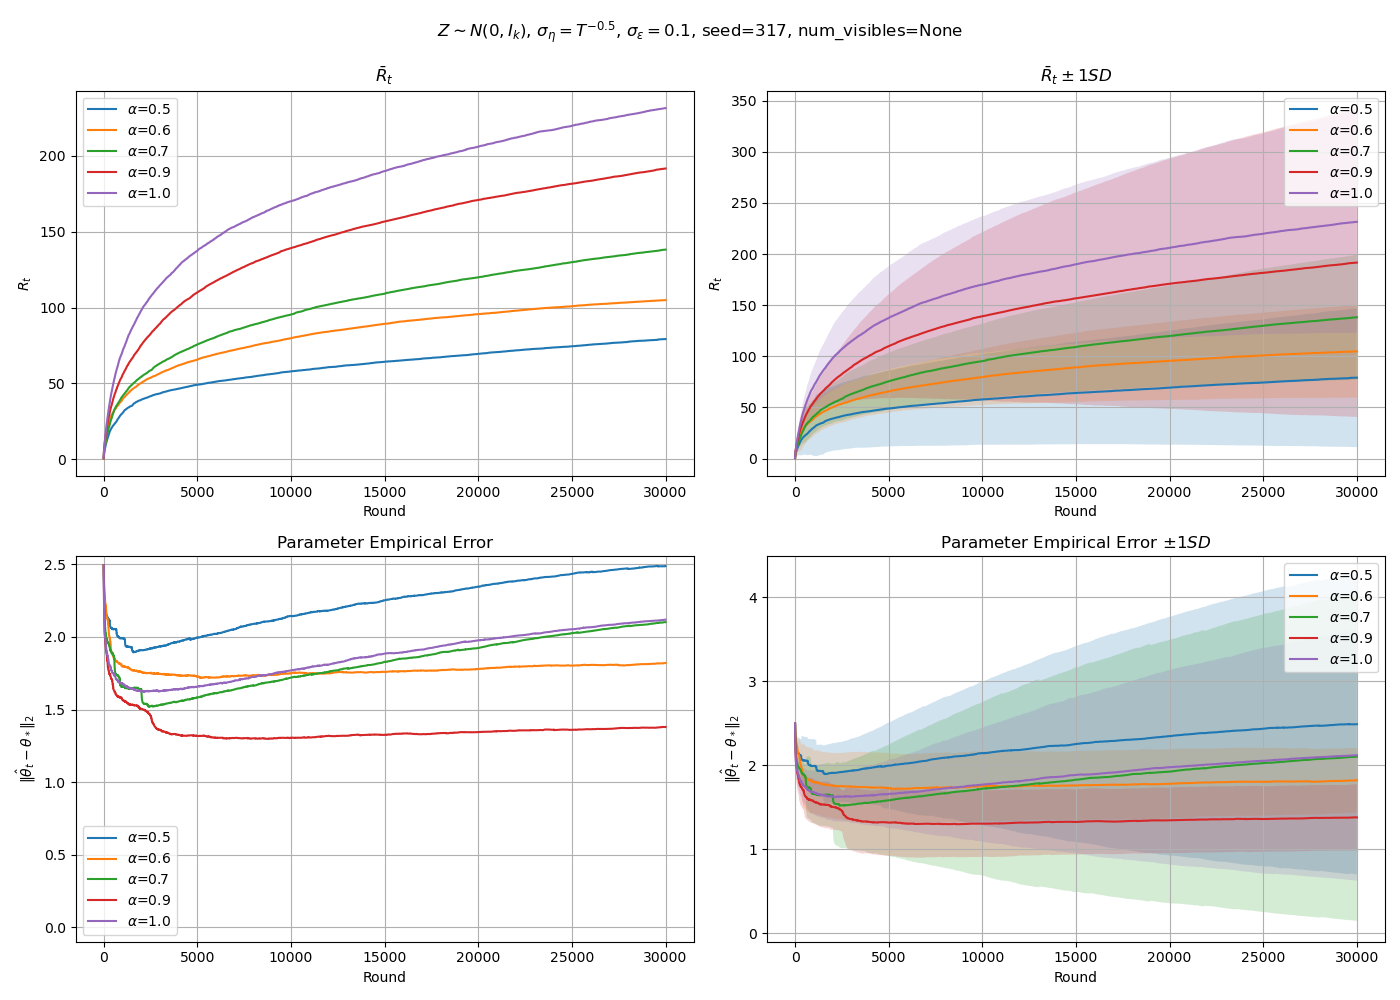 Z ~ N(0, I_k), σ_η = T^{-0.5}, σ_ε = 0.1, seed=317, num_visibles=None
R̄_t
R_t
200
150
100
50
0
α=0.5
α=0.6
α=0.7
α=0.9
α=1.0
0 5000 10000 15000 20000 25000 30000
Round
R̄_t ± 1SD
R_t
350
300
250
200
150
100
50
0
α=0.5
α=0.6
α=0.7
α=0.9
α=1.0
0 5000 10000 15000 20000 25000 30000
Round
Parameter Empirical Error
‖θ̂_t − θ_*‖_2
2.5
2.0
1.5
1.0
0.5
0.0
α=0.5
α=0.6
α=0.7
α=0.9
α=1.0
0 5000 10000 15000 20000 25000 30000
Round
Parameter Empirical Error ±1SD
‖θ̂_t − θ_*‖_2
4
3
2
1
0
α=0.5
α=0.6
α=0.7
α=0.9
α=1.0
0 5000 10000 15000 20000 25000 30000
Round